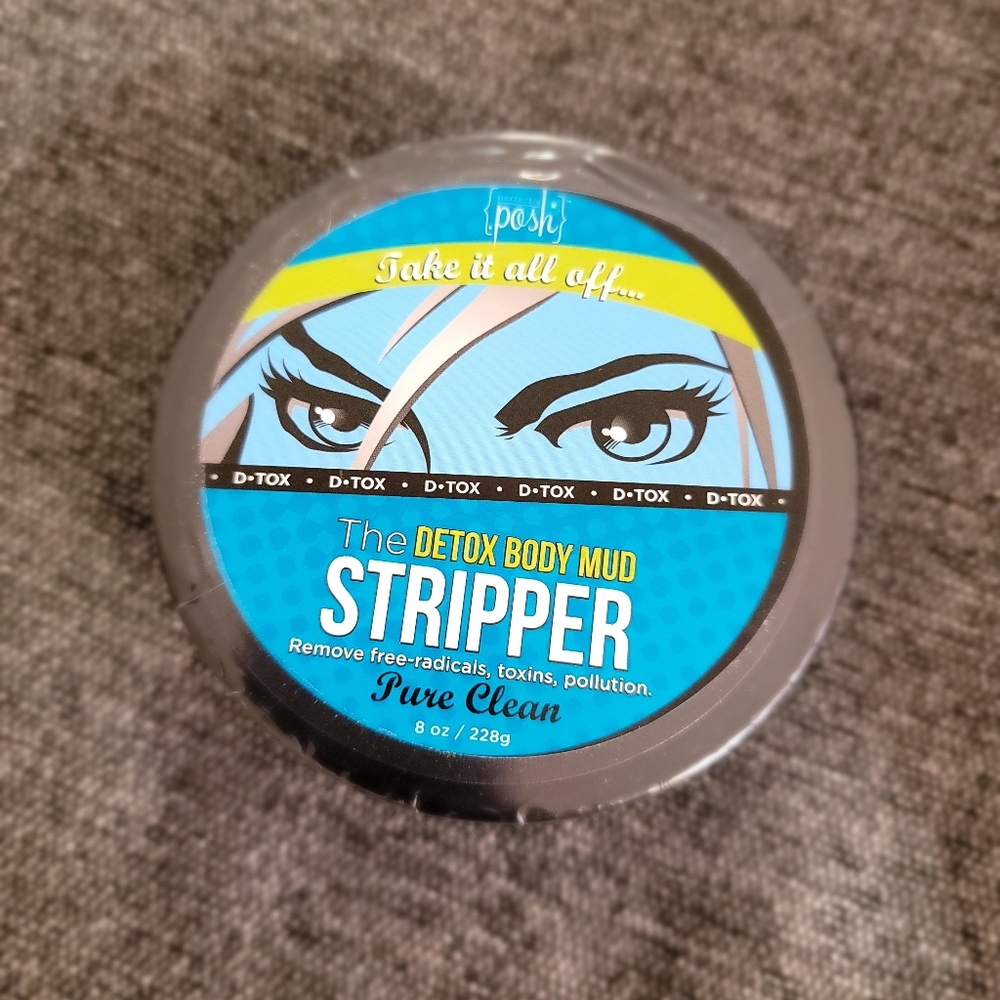 perfectly
{posh}
Take it all off...
• D•TOX • D•TOX • D•TOX • D•TOX • D•TOX • D•TOX •
The DETOX BODY MUD
STRIPPER
Remove free-radicals, toxins, pollution.
Pure Clean
8 oz / 228g